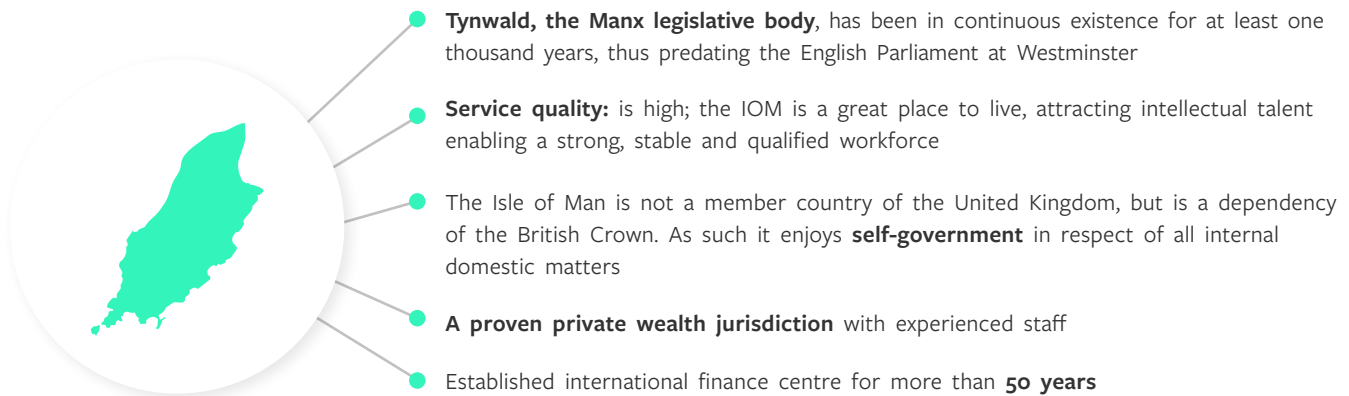 Tynwald, the Manx legislative body, has been in continuous existence for at least one
thousand years, thus predating the English Parliament at Westminster
Service quality: is high; the IOM is a great place to live, attracting intellectual talent
enabling a strong, stable and qualified workforce
The Isle of Man is not a member country of the United Kingdom, but is a dependency
of the British Crown. As such it enjoys self-government in respect of all internal
domestic matters
A proven private wealth jurisdiction with experienced staff
Established international finance centre for more than 50 years